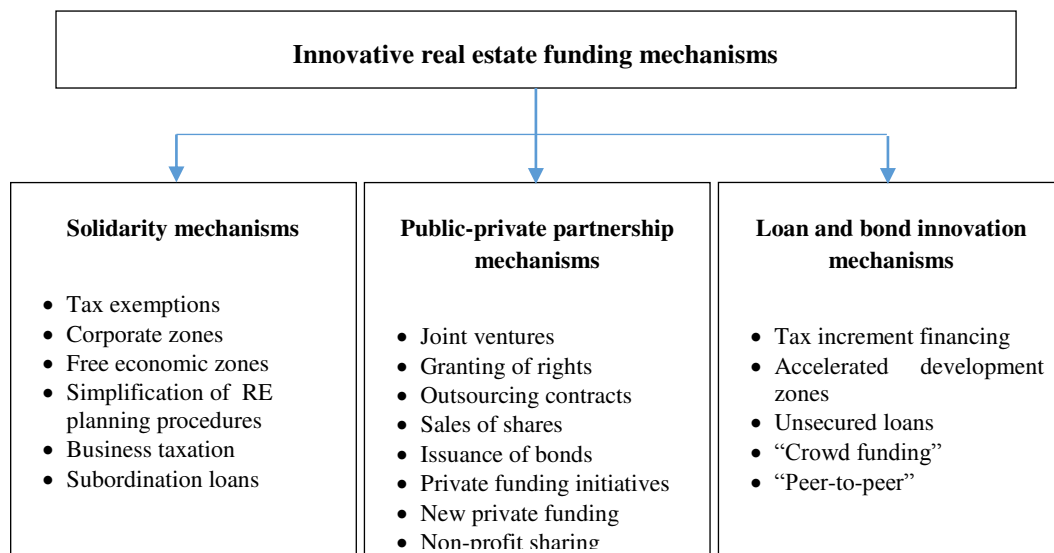 Innovative real estate funding mechanisms
Solidarity mechanisms
• Tax exemptions
• Corporate zones
• Free economic zones
• Simplification of RE
planning procedures
• Business taxation
• Subordination loans
Public-private partnership
mechanisms
• Joint ventures
• Granting of rights
• Outsourcing contracts
• Sales of shares
• Issuance of bonds
• Private funding initiatives
• New private funding
• Non-profit sharing
Loan and bond innovation
mechanisms
• Tax increment financing
• Accelerated development
zones
• Unsecured loans
• “Crowd funding”
• “Peer-to-peer”